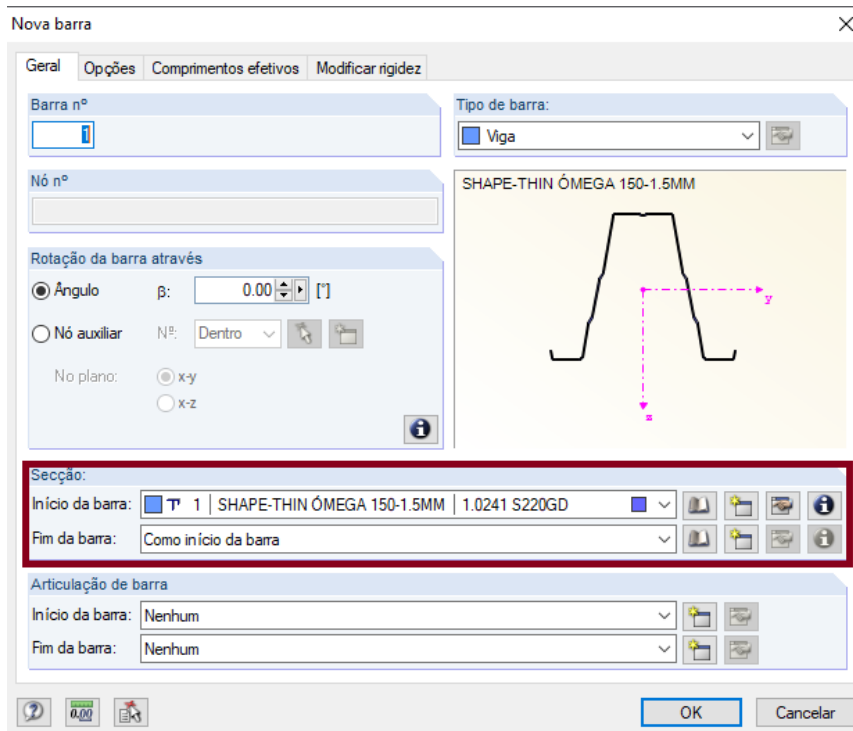 Nova barra
Geral Opções Comprimentos efetivos Modificar rigidez
Barra nº
1
Tipo de barra:
Viga
Nó nº
SHAPE-THIN ÓMEGA 150-1.5MM
y
z
Rotação da barra através
Ângulo β: 0.00 [°]
Nó auxiliar Nº: Dentro
No plano: x-y
x-z
Secção:
Início da barra: 1 SHAPE-THIN ÓMEGA 150-1.5MM 1.0241 S220GD
Fim da barra: Como início da barra
Articulação de barra
Início da barra: Nenhum
Fim da barra: Nenhum
0.00 OK Cancelar